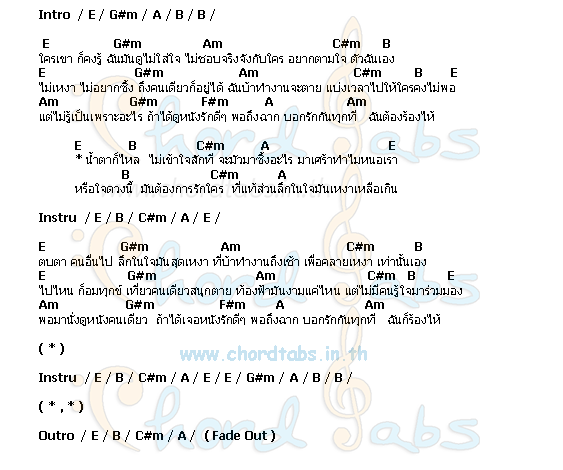 Intro / E / G#m / A / B / B /
E G#m Am C#m B
ใครเขา ก็คงรู้ ฉันมันดูไม่ใส่ใจ ไม่ชอบจริงจังกับใคร อยากตามใจ ตัวฉันเอง
E G#m Am C#m B E
ไม่เหงา ไม่อยากซึ้ง ถึงคนเดียวก็อยู่ได้ ฉันบ้าทำงานจะตาย แบ่งเวลาไปให้ใครคงไม่พอ
Am G#m F#m A Am
แต่ไม่รู้เป็นเพราะอะไร ถ้าได้ดูหนังรักดีๆ พอถึงฉาก บอกรักกันทุกที ฉันต้องร้องไห้
E B C#m A E
* น้ำตาก็ไหล ไม่เข้าใจสักที จะมัวมาซึ้งอะไร มาเศร้าทำไมหนอเรา
B C#m A
หรือใจดวงนี้ มันต้องการรักใคร ที่แท้ส่วนลึกในใจมันเหงาเหลือเกิน
Instru / E / B / C#m / A / E /
E G#m Am C#m B
ตบตา คนอื่นไป ลึกในใจมันสุดเหงา ที่บ้าทำงานถึงเช้า เพื่อคลายเหงา เท่านั้นเอง
E G#m Am C#m B E
ไปไหน ก็อมทุกข์ เที่ยวคนเดียวสนุกตาย ท้องฟ้ามันงามแค่ไหน แต่ไม่มีคนรู้ใจมาร่วมมอง
Am G#m F#m A Am
พอมานั่งดูหนังคนเดียว ถ้าได้เจอหนังรักดีๆ พอถึงฉาก บอกรักกันทุกที ฉันก็ร้องไห้
( * )
www.chordtabs.in.th
Instru / E / B / C#m / A / E / E / G#m / A / B / B /
( * , * )
Outro / E / B / C#m / A / ( Fade Out )
Chord Tabs
Chord Tabs